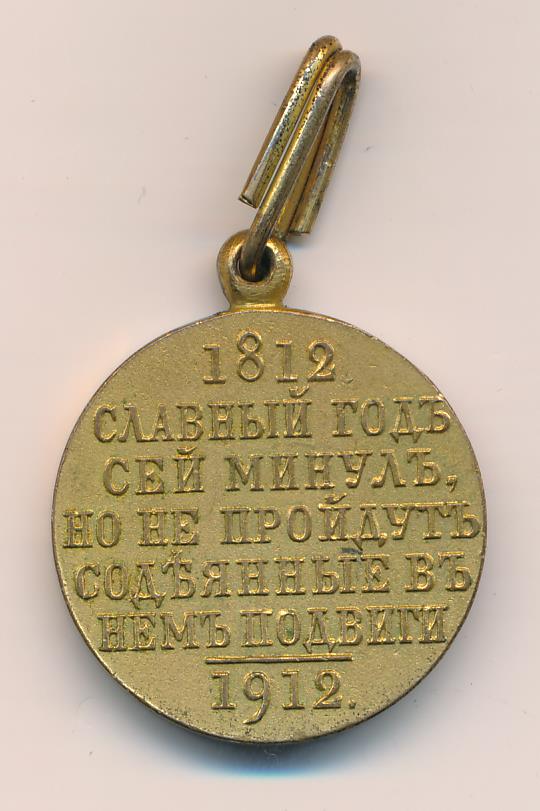 1812.
СЛАВНЫЙ ГОДЪ
СЕЙ МИНУЛЪ,
НО НЕ ПРОЙДУТЪ
СОДѢЯННЫЕ ВЪ
НЕМЪ ПОДВИГИ
1912.